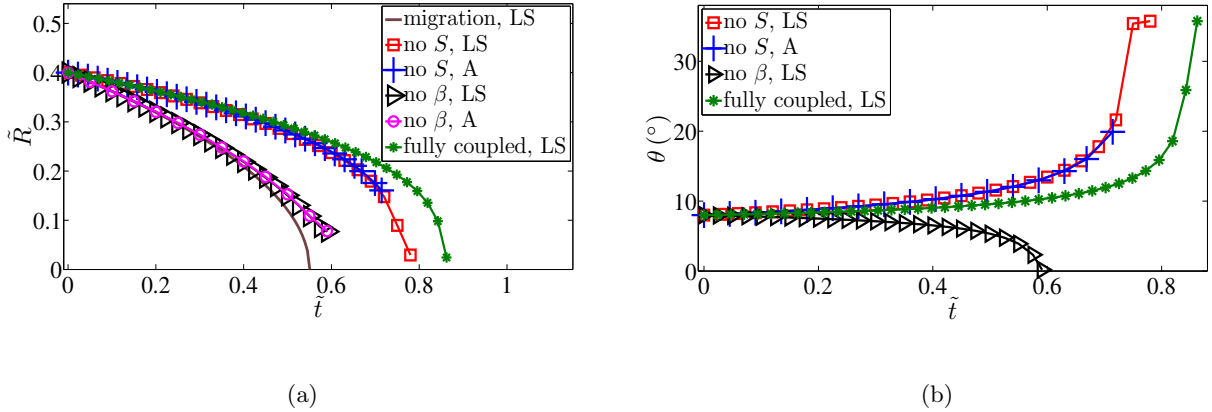 0.5
0.4
0.3
0.2
0.1
0
R̃
0
0.2
0.4
0.6
0.8
1
t̃
migration, LS
no S, LS
no S, A
no β, LS
no β, A
fully coupled, LS
(a)
30
20
10
0
θ (°)
0
0.2
0.4
0.6
0.8
t̃
no S, LS
no S, A
no β, LS
fully coupled, LS
(b)